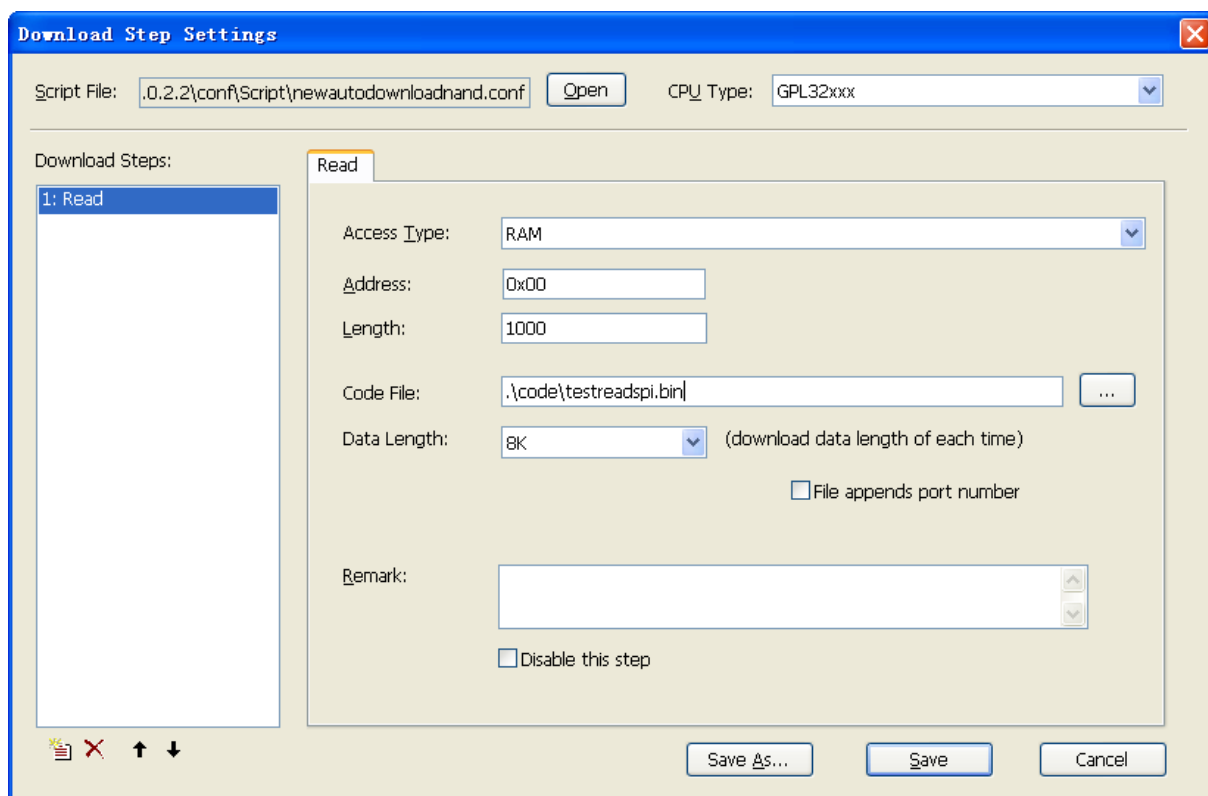 Download Step Settings
Script File: .0.2.2\conf\Script\newautodownloadnand.conf Open CPU Type: GPL32xxx
Download Steps:
1: Read
Read
Access Type: RAM
Address: 0x00
Length: 1000
Code File: .\code\testreadspi.bin ...
Data Length: 8K (download data length of each time)
File appends port number
Remark:
Disable this step
Save As... Save Cancel